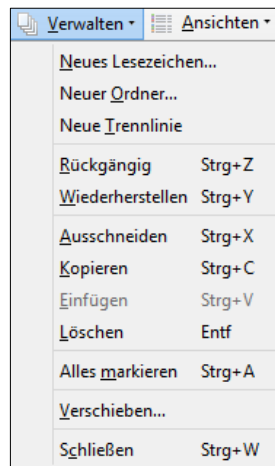 Verwalten Ansichten
Neues Lesezeichen...
Neuer Ordner...
Neue Trennlinie
Rückgängig Strg+Z
Wiederherstellen Strg+Y
Ausschneiden Strg+X
Kopieren Strg+C
Einfügen Strg+V
Löschen Entf
Alles markieren Strg+A
Verschieben...
Schließen Strg+W